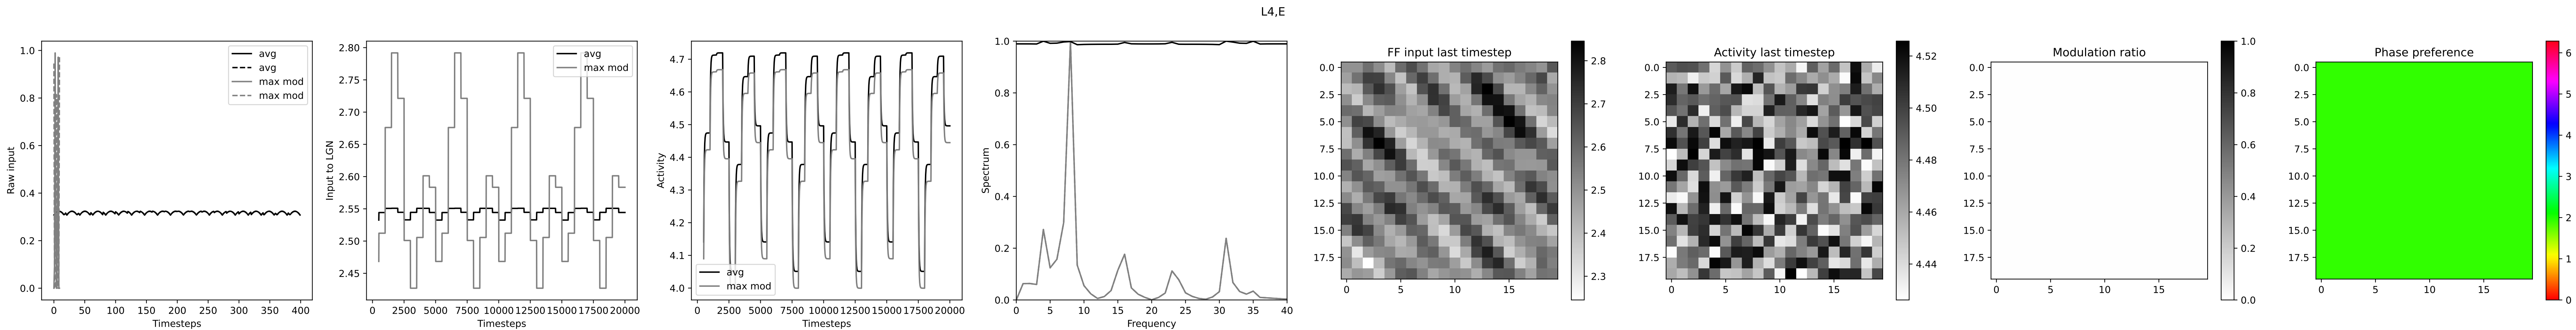 L4,E
Raw input
1.0
0.8
0.6
0.4
0.2
0.0
avg
avg
max mod
max mod
0 50 100 150 200 250 300 350 400
Timesteps
Input to LGN
2.80
2.75
2.70
2.65
2.60
2.55
2.50
2.45
avg
max mod
0 2500 5000 7500 10000 12500 15000 17500 20000
Timesteps
Activity
4.7
4.6
4.5
4.4
4.3
4.2
4.1
4.0
avg
max mod
0 2500 5000 7500 10000 12500 15000 17500 20000
Timesteps
Spectrum
1.0
0.8
0.6
0.4
0.2
0.0
0 5 10 15 20 25 30 35 40
Frequency
FF input last timestep
0.0
2.5
5.0
7.5
10.0
12.5
15.0
17.5
0 5 10 15
2.8
2.7
2.6
2.5
2.4
2.3
Activity last timestep
0.0
2.5
5.0
7.5
10.0
12.5
15.0
17.5
0 5 10 15
4.52
4.50
4.48
4.46
4.44
Modulation ratio
0.0
2.5
5.0
7.5
10.0
12.5
15.0
17.5
0 5 10 15
1.0
0.8
0.6
0.4
0.2
0.0
Phase preference
0.0
2.5
5.0
7.5
10.0
12.5
15.0
17.5
0 5 10 15
6
5
4
3
2
1
0